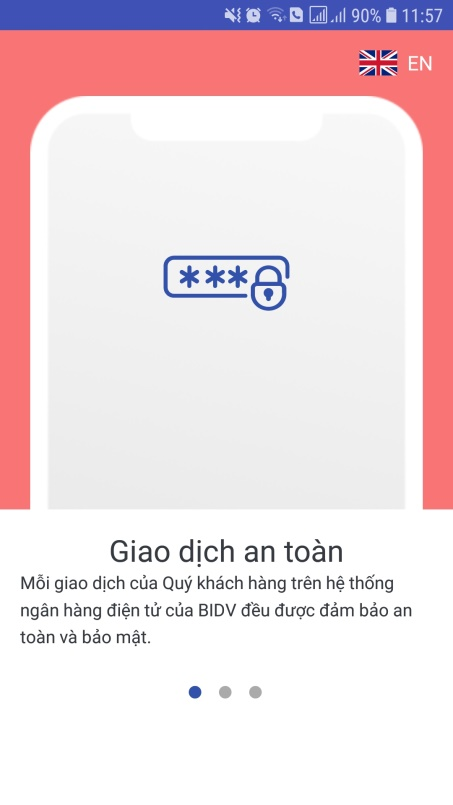 90% 11:57
EN
***
Giao dịch an toàn
Mỗi giao dịch của Quý khách hàng trên hệ thống
ngân hàng điện tử của BIDV đều được đảm bảo an
toàn và bảo mật.